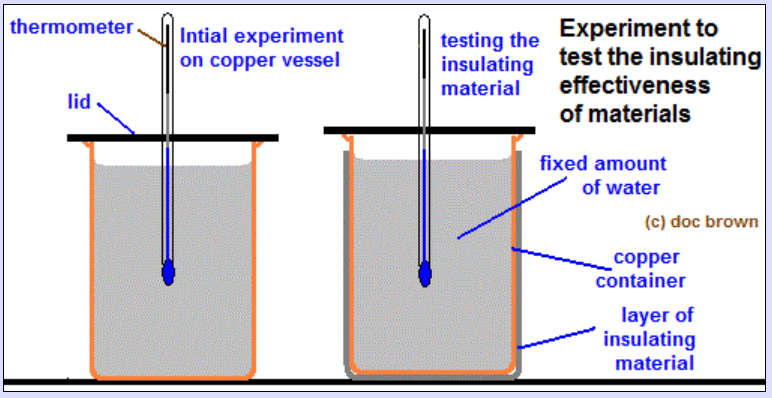 thermometer
Intial experiment
on copper vessel
lid
testing the
insulating
material
Experiment to
test the insulating
effectiveness
of materials
fixed amount
of water
(c) doc brown
copper
container
layer of
insulating
material